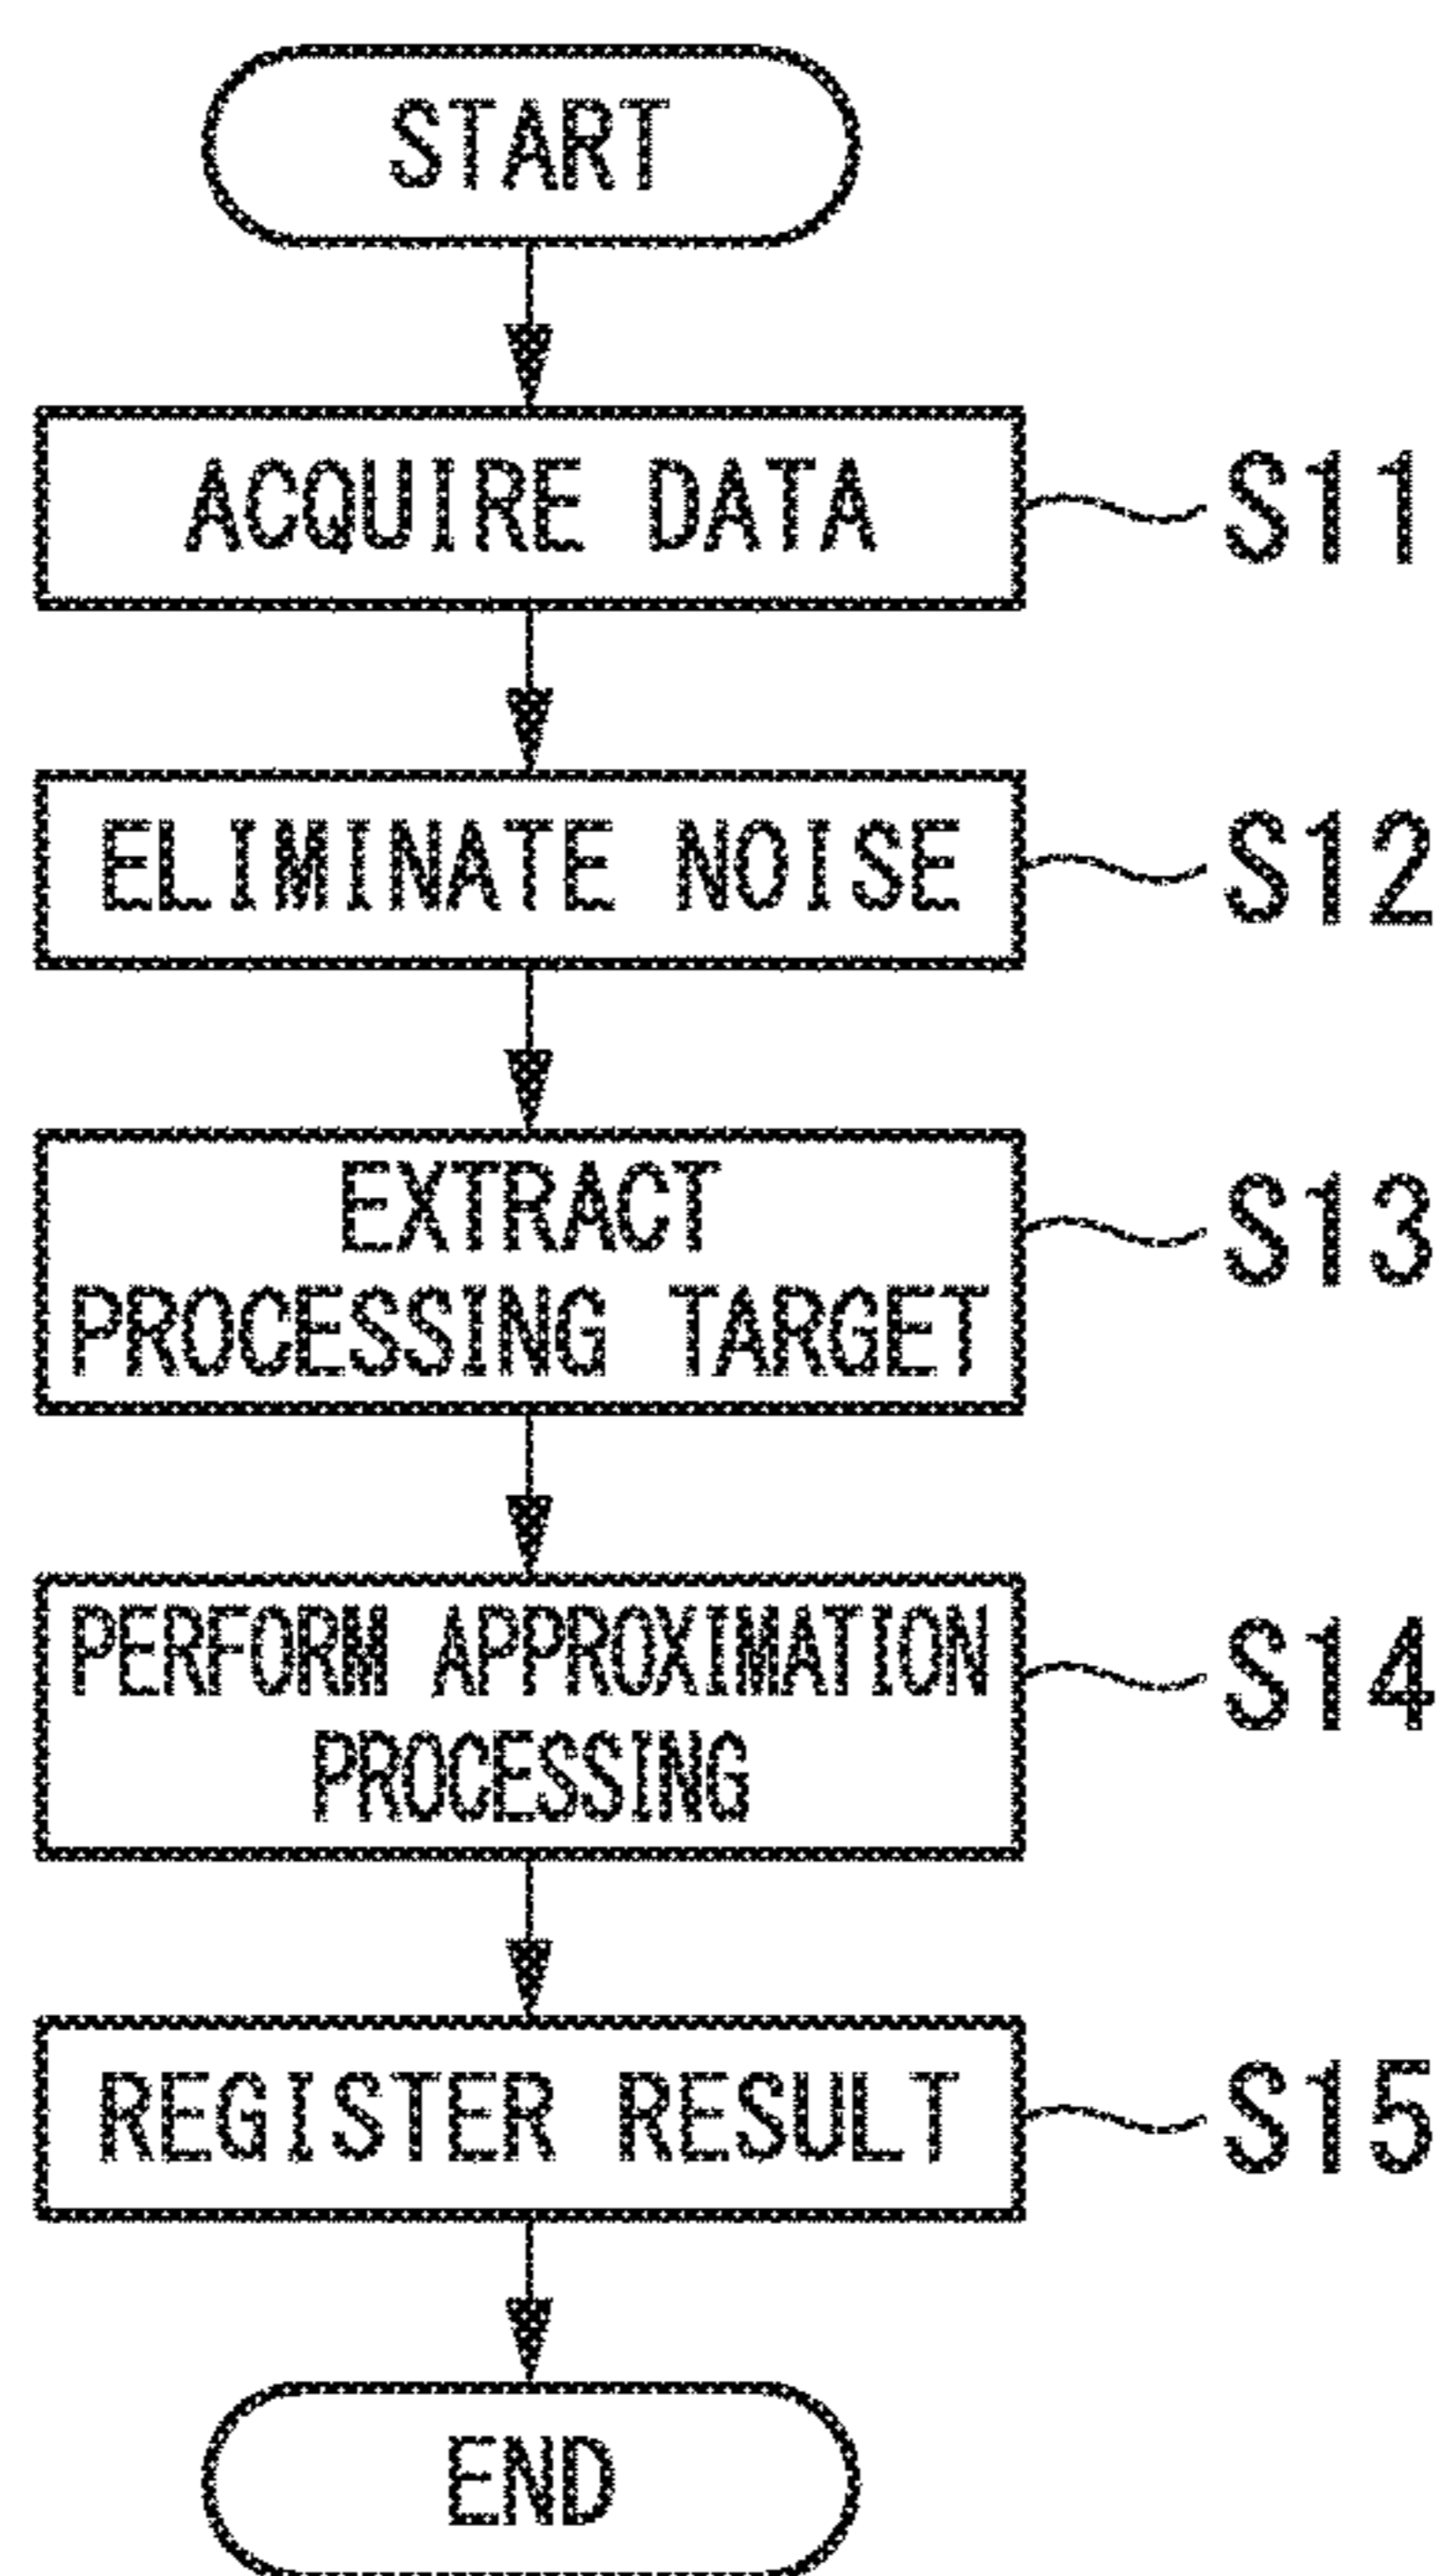 START
ACQUIRE DATA S11
ELIMINATE NOISE S12
EXTRACT
PROCESSING TARGET S13
PERFORM APPROXIMATION
PROCESSING S14
REGISTER RESULT S15
END